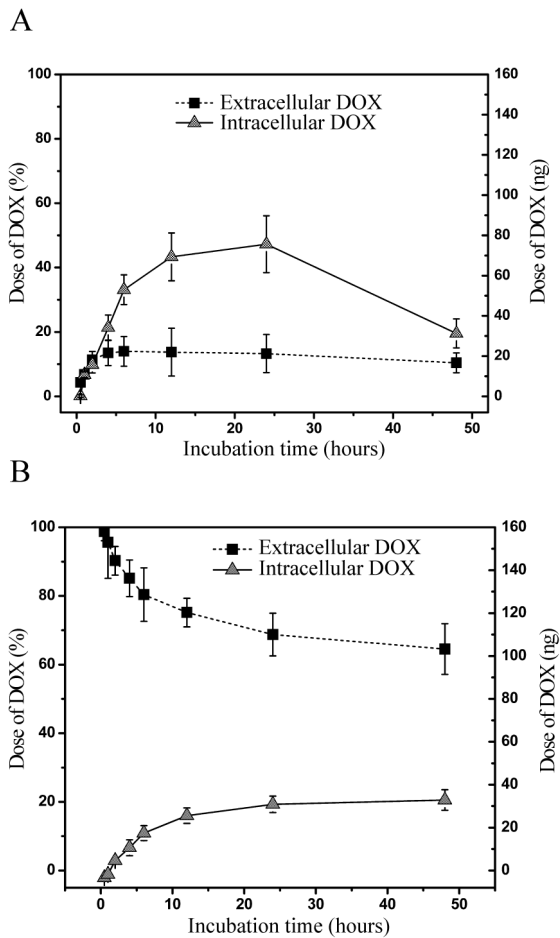 A
100
80
60
40
20
0
Dose of DOX (%)
160
140
120
100
80
60
40
20
0
Dose of DOX (ng)
Extracellular DOX
Intracellular DOX
0 10 20 30 40 50
Incubation time (hours)
B
100
80
60
40
20
0
Dose of DOX (%)
160
140
120
100
80
60
40
20
0
Dose of DOX (ng)
Extracellular DOX
Intracellular DOX
0 10 20 30 40 50
Incubation time (hours)